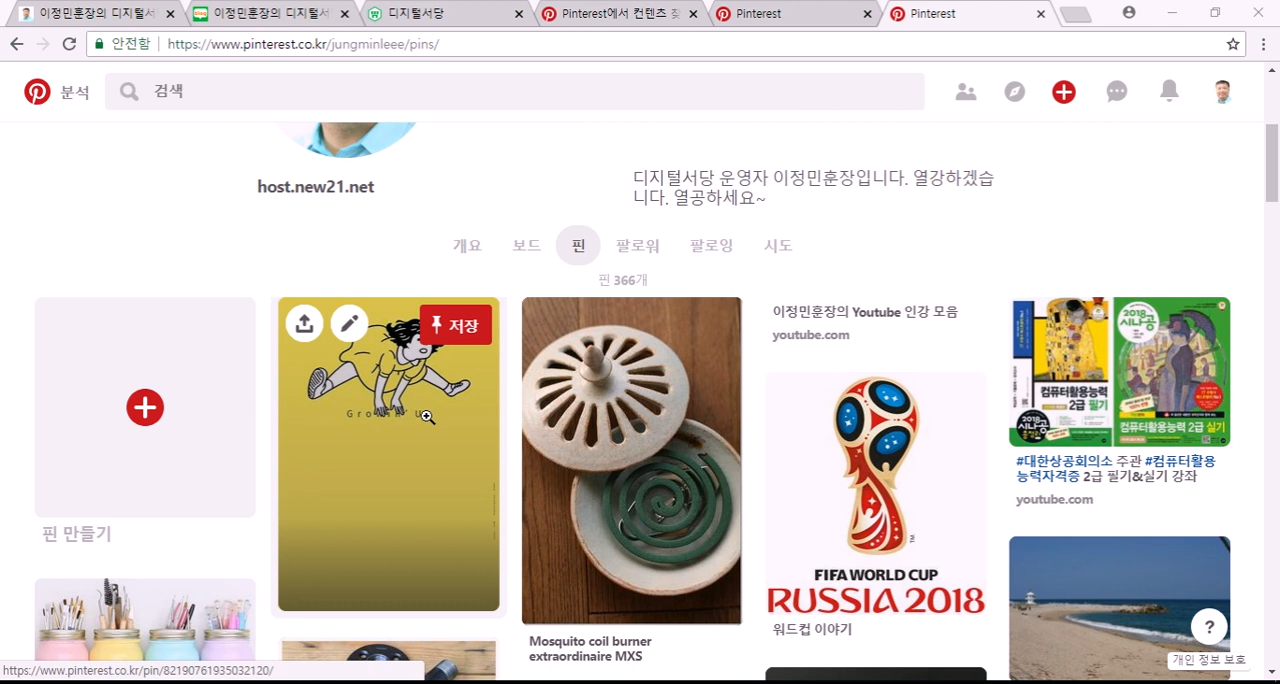 이정민훈장의 디지털서
이정민훈장의 디지털서
디지털서당
Pinterest에서 컨텐츠 찾
Pinterest
Pinterest
안전함
https://www.pinterest.co.kr/jungminleee/pins/
분석
검색
host.new21.net
디지털서당 운영자 이정민훈장입니다. 열강하겠습
니다. 열공하세요~
개요
보드
핀
팔로워
팔로잉
시도
핀 366개
핀 만들기
저장
Mosquito coil burner
extraordinaire MXS
이정민훈장의 Youtube 인강 모음
youtube.com
FIFA WORLD CUP
RUSSIA 2018
워드컵 이야기
2018
시나공
컴퓨터활용능력
2급 필기
2018
시나공
컴퓨터활용능력 2급 실기
#대한상공회의소 주관 #컴퓨터활용
능력자격증 2급 필기&실기 강좌
youtube.com
?
개인 정보 보호
https://www.pinterest.co.kr/pin/82190761935032120/